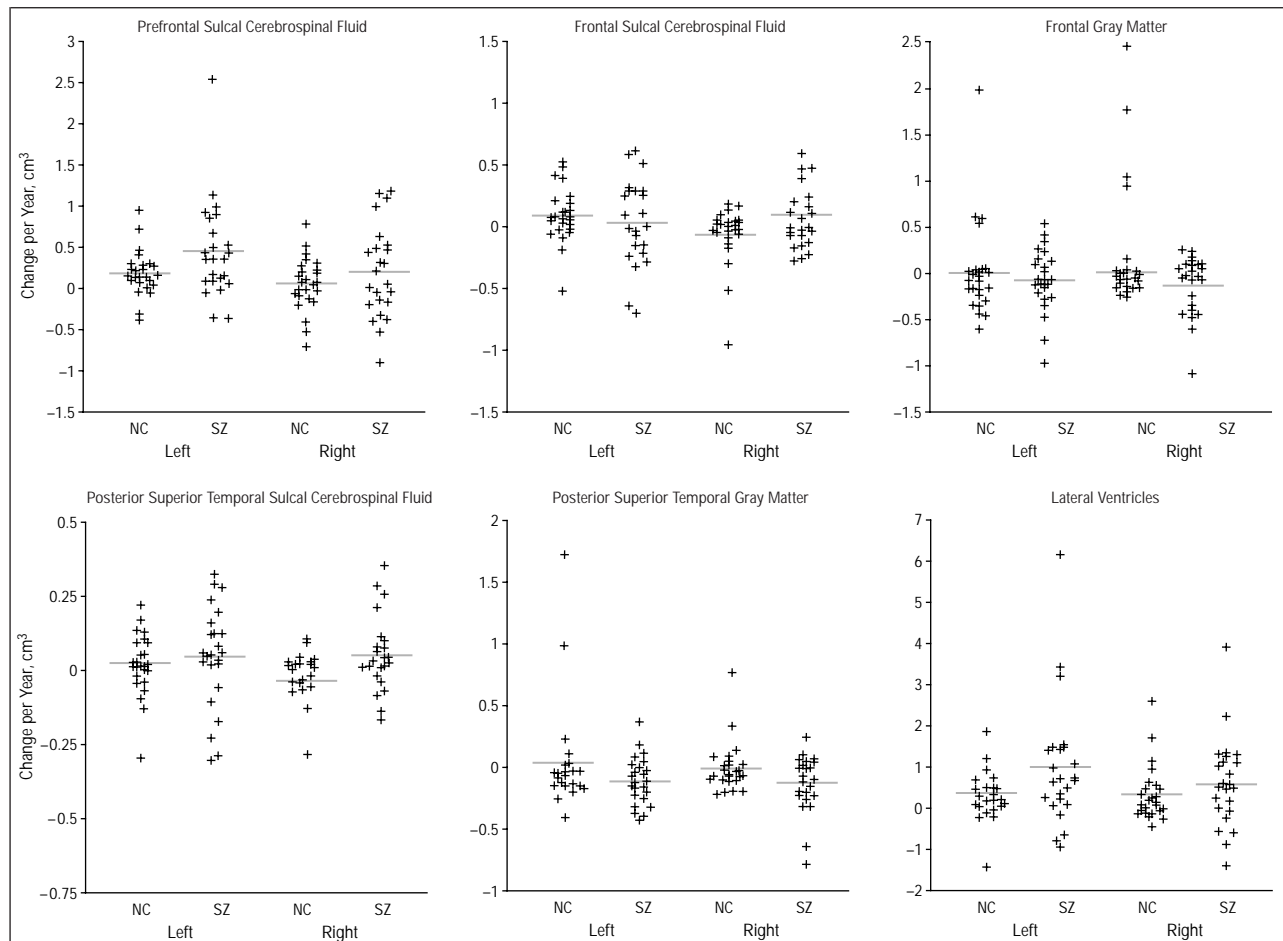 Prefrontal Sulcal Cerebrospinal Fluid
3
2.5
2
1.5
1
0.5
0
–0.5
–1
–1.5
Change per Year, cm³
NC SZ NC SZ
Left Right
Frontal Sulcal Cerebrospinal Fluid
1.5
1
0.5
0
–0.5
–1
–1.5
NC SZ NC SZ
Left Right
Frontal Gray Matter
2.5
2
1.5
1
0.5
0
–0.5
–1
–1.5
NC SZ NC SZ
Left Right
Posterior Superior Temporal Sulcal Cerebrospinal Fluid
0.5
0.25
0
–0.25
–0.5
–0.75
Change per Year, cm³
NC SZ NC SZ
Left Right
Posterior Superior Temporal Gray Matter
2
1.5
1
0.5
0
–0.5
–1
NC SZ NC SZ
Left Right
Lateral Ventricles
7
6
5
4
3
2
1
0
–1
–2
NC SZ NC SZ
Left Right